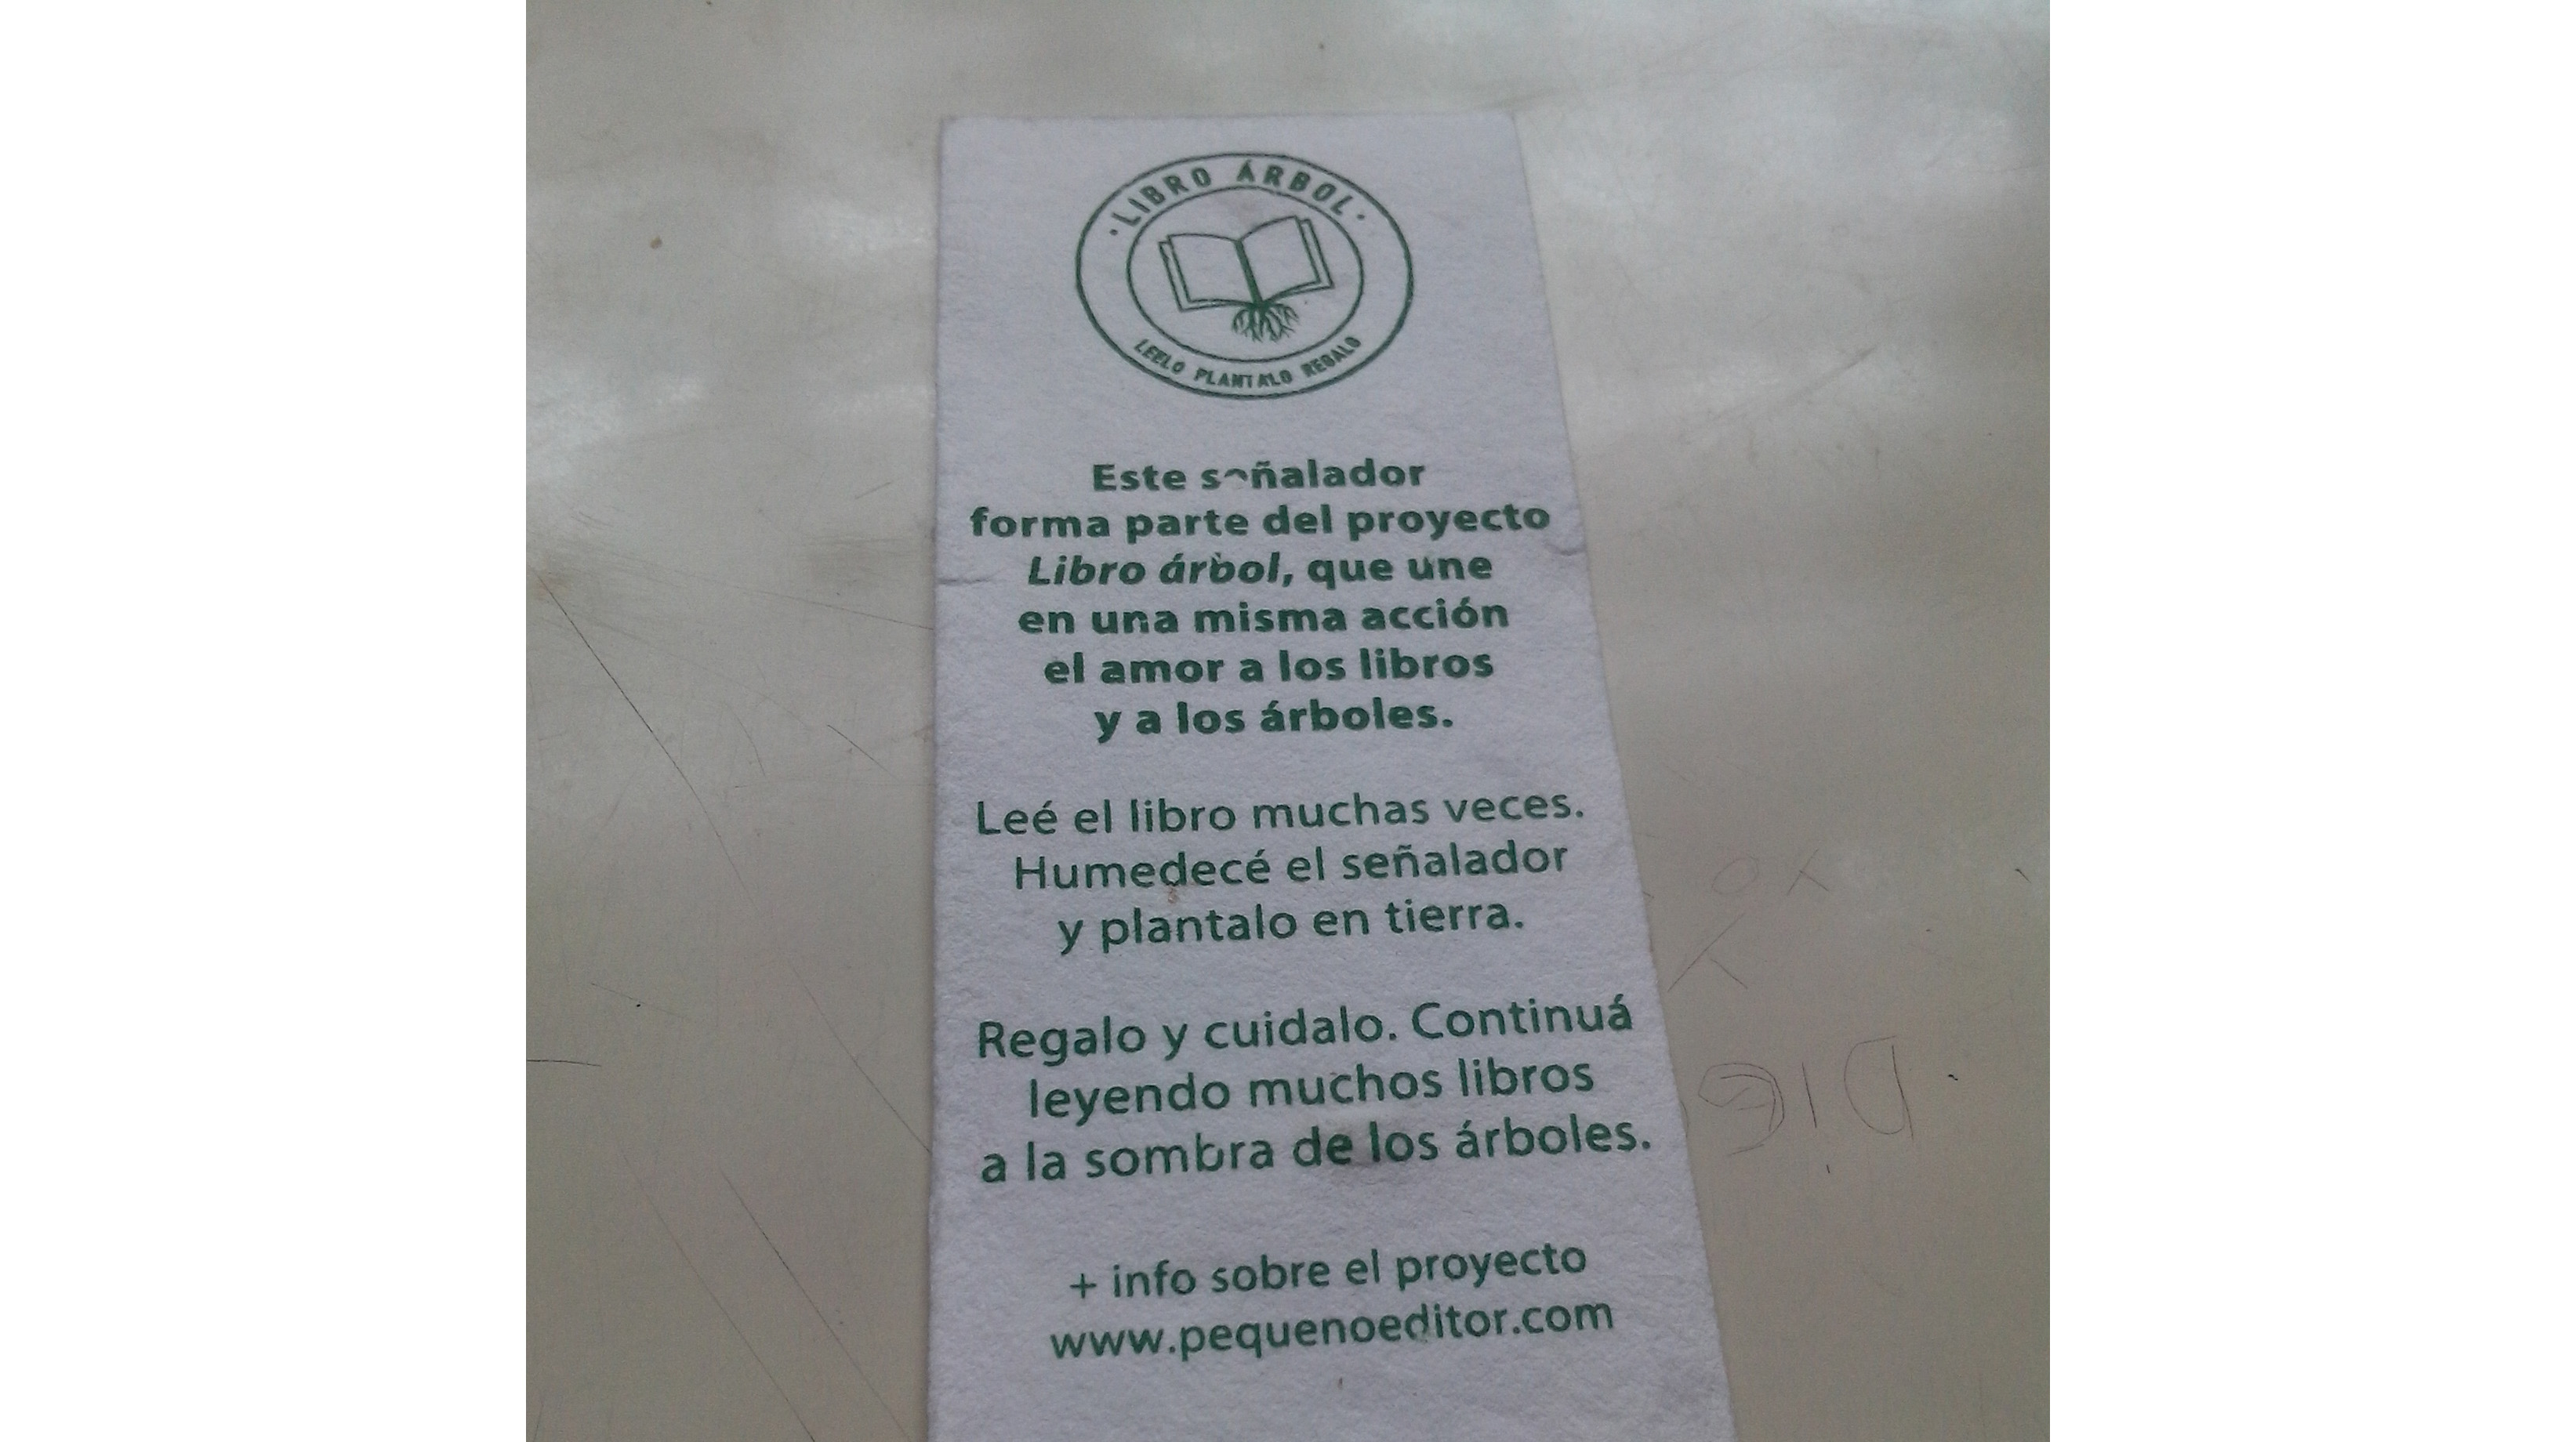 ·LIBRO ÁRBOL·
LEELO PLANTALO REGALO
Este señalador
forma parte del proyecto
Libro árbol, que une
en una misma acción
el amor a los libros
y a los árboles.
Leé el libro muchas veces.
Humedecé el señalador
y plantalo en tierra.
Regalo y cuidalo. Continuá
leyendo muchos libros
a la sombra de los árboles.
+ info sobre el proyecto
www.pequenoeditor.com